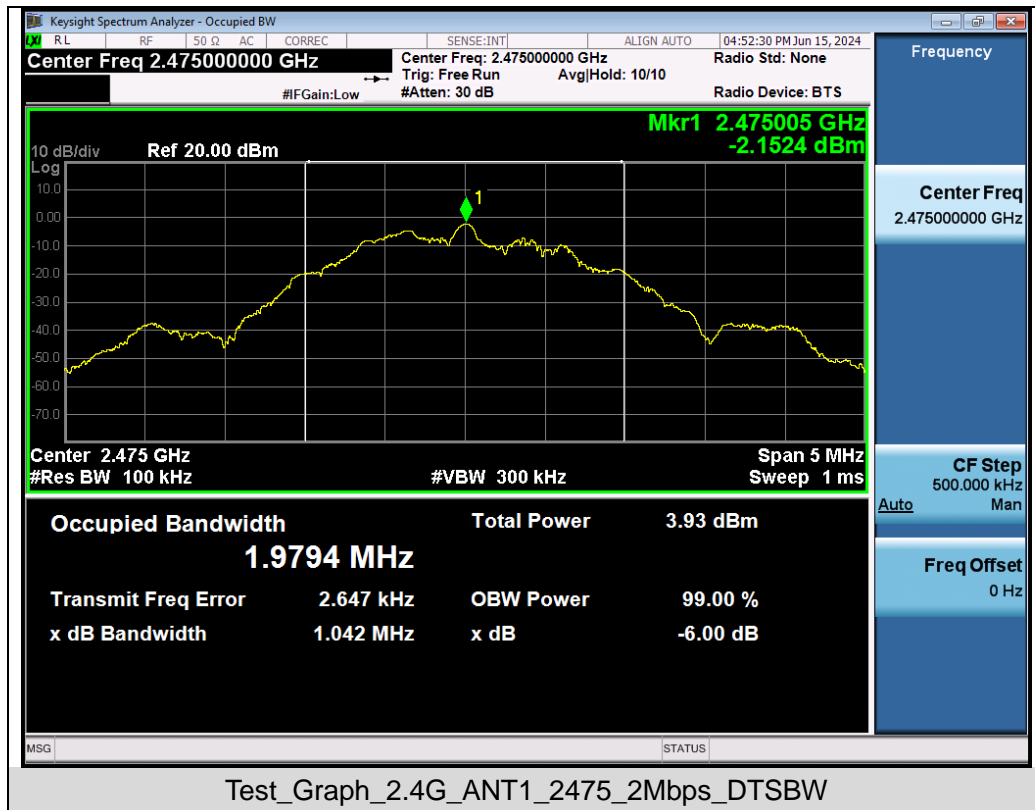 Keysight Spectrum Analyzer - Occupied BW
LXI RL RF 50 Ω AC CORREC SENSE:INT ALIGN AUTO 04:52:30 PM Jun 15, 2024
Center Freq 2.475000000 GHz
Center Freq: 2.475000000 GHz
Radio Std: None
Trig: Free Run Avg|Hold: 10/10
#IFGain:Low
#Atten: 30 dB
Radio Device: BTS
Mkr1 2.475005 GHz
-2.1524 dBm
10 dB/div Ref 20.00 dBm
Log
10.0
0.00
-10.0
-20.0
-30.0
-40.0
-50.0
-60.0
-70.0
1
Center 2.475 GHz Span 5 MHz
#Res BW 100 kHz #VBW 300 kHz Sweep 1 ms
Occupied Bandwidth Total Power 3.93 dBm
1.9794 MHz
Transmit Freq Error 2.647 kHz OBW Power 99.00 %
x dB Bandwidth 1.042 MHz x dB -6.00 dB
Frequency
Center Freq
2.475000000 GHz
CF Step
500.000 kHz
Auto Man
Freq Offset
0 Hz
MSG STATUS
Test_Graph_2.4G_ANT1_2475_2Mbps_DTSBW